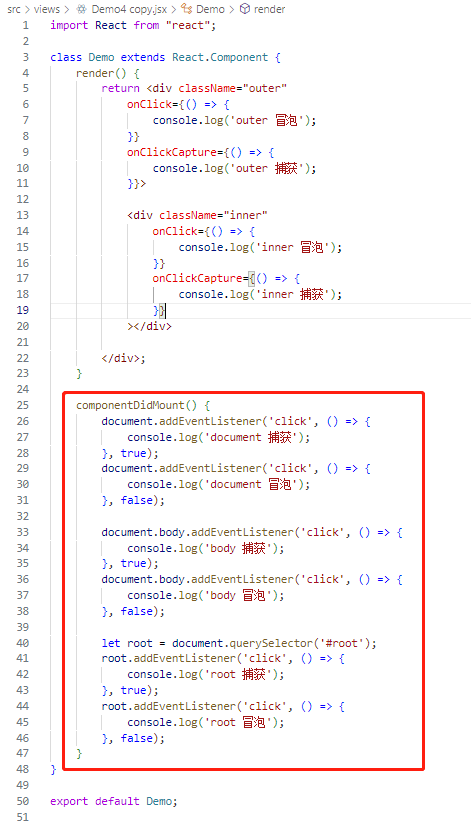 src > views > Demo4 copy.jsx > Demo > render
1 import React from "react";
2
3 class Demo extends React.Component {
4 render() {
5 return <div className="outer"
6 onClick={() => {
7 console.log('outer 冒泡');
8 }}
9 onClickCapture={() => {
10 console.log('outer 捕获');
11 }}>
12
13 <div className="inner"
14 onClick={() => {
15 console.log('inner 冒泡');
16 }}
17 onClickCapture={() => {
18 console.log('inner 捕获');
19 }}
20 ></div>
21
22 </div>;
23 }
24
25 componentDidMount() {
26 document.addEventListener('click', () => {
27 console.log('document 捕获');
28 }, true);
29 document.addEventListener('click', () => {
30 console.log('document 冒泡');
31 }, false);
32
33 document.body.addEventListener('click', () => {
34 console.log('body 捕获');
35 }, true);
36 document.body.addEventListener('click', () => {
37 console.log('body 冒泡');
38 }, false);
39
40 let root = document.querySelector('#root');
41 root.addEventListener('click', () => {
42 console.log('root 捕获');
43 }, true);
44 root.addEventListener('click', () => {
45 console.log('root 冒泡');
46 }, false);
47 }
48 }
49
50 export default Demo;
51